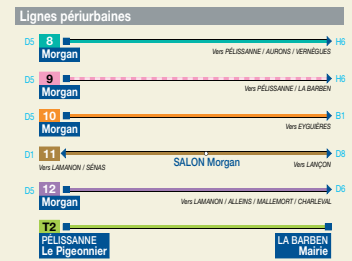 Lignes périurbaines
D5 8 H6
Morgan
Vers PÉLISSANNE / AURONS / VERNÈGUES
D5 9 H6
Morgan
Vers PÉLISSANNE / LA BARBEN
D5 10 B1
Morgan
Vers EYGUIÈRES
D1 11 D8
Vers LAMANON / SÉNAS SALON Morgan Vers LANÇON
D5 12 D6
Morgan
Vers LAMANON / ALLEINS / MALLEMORT / CHARLEVAL
T2
PÉLISSANNE LA BARBEN
Le Pigeonnier Mairie